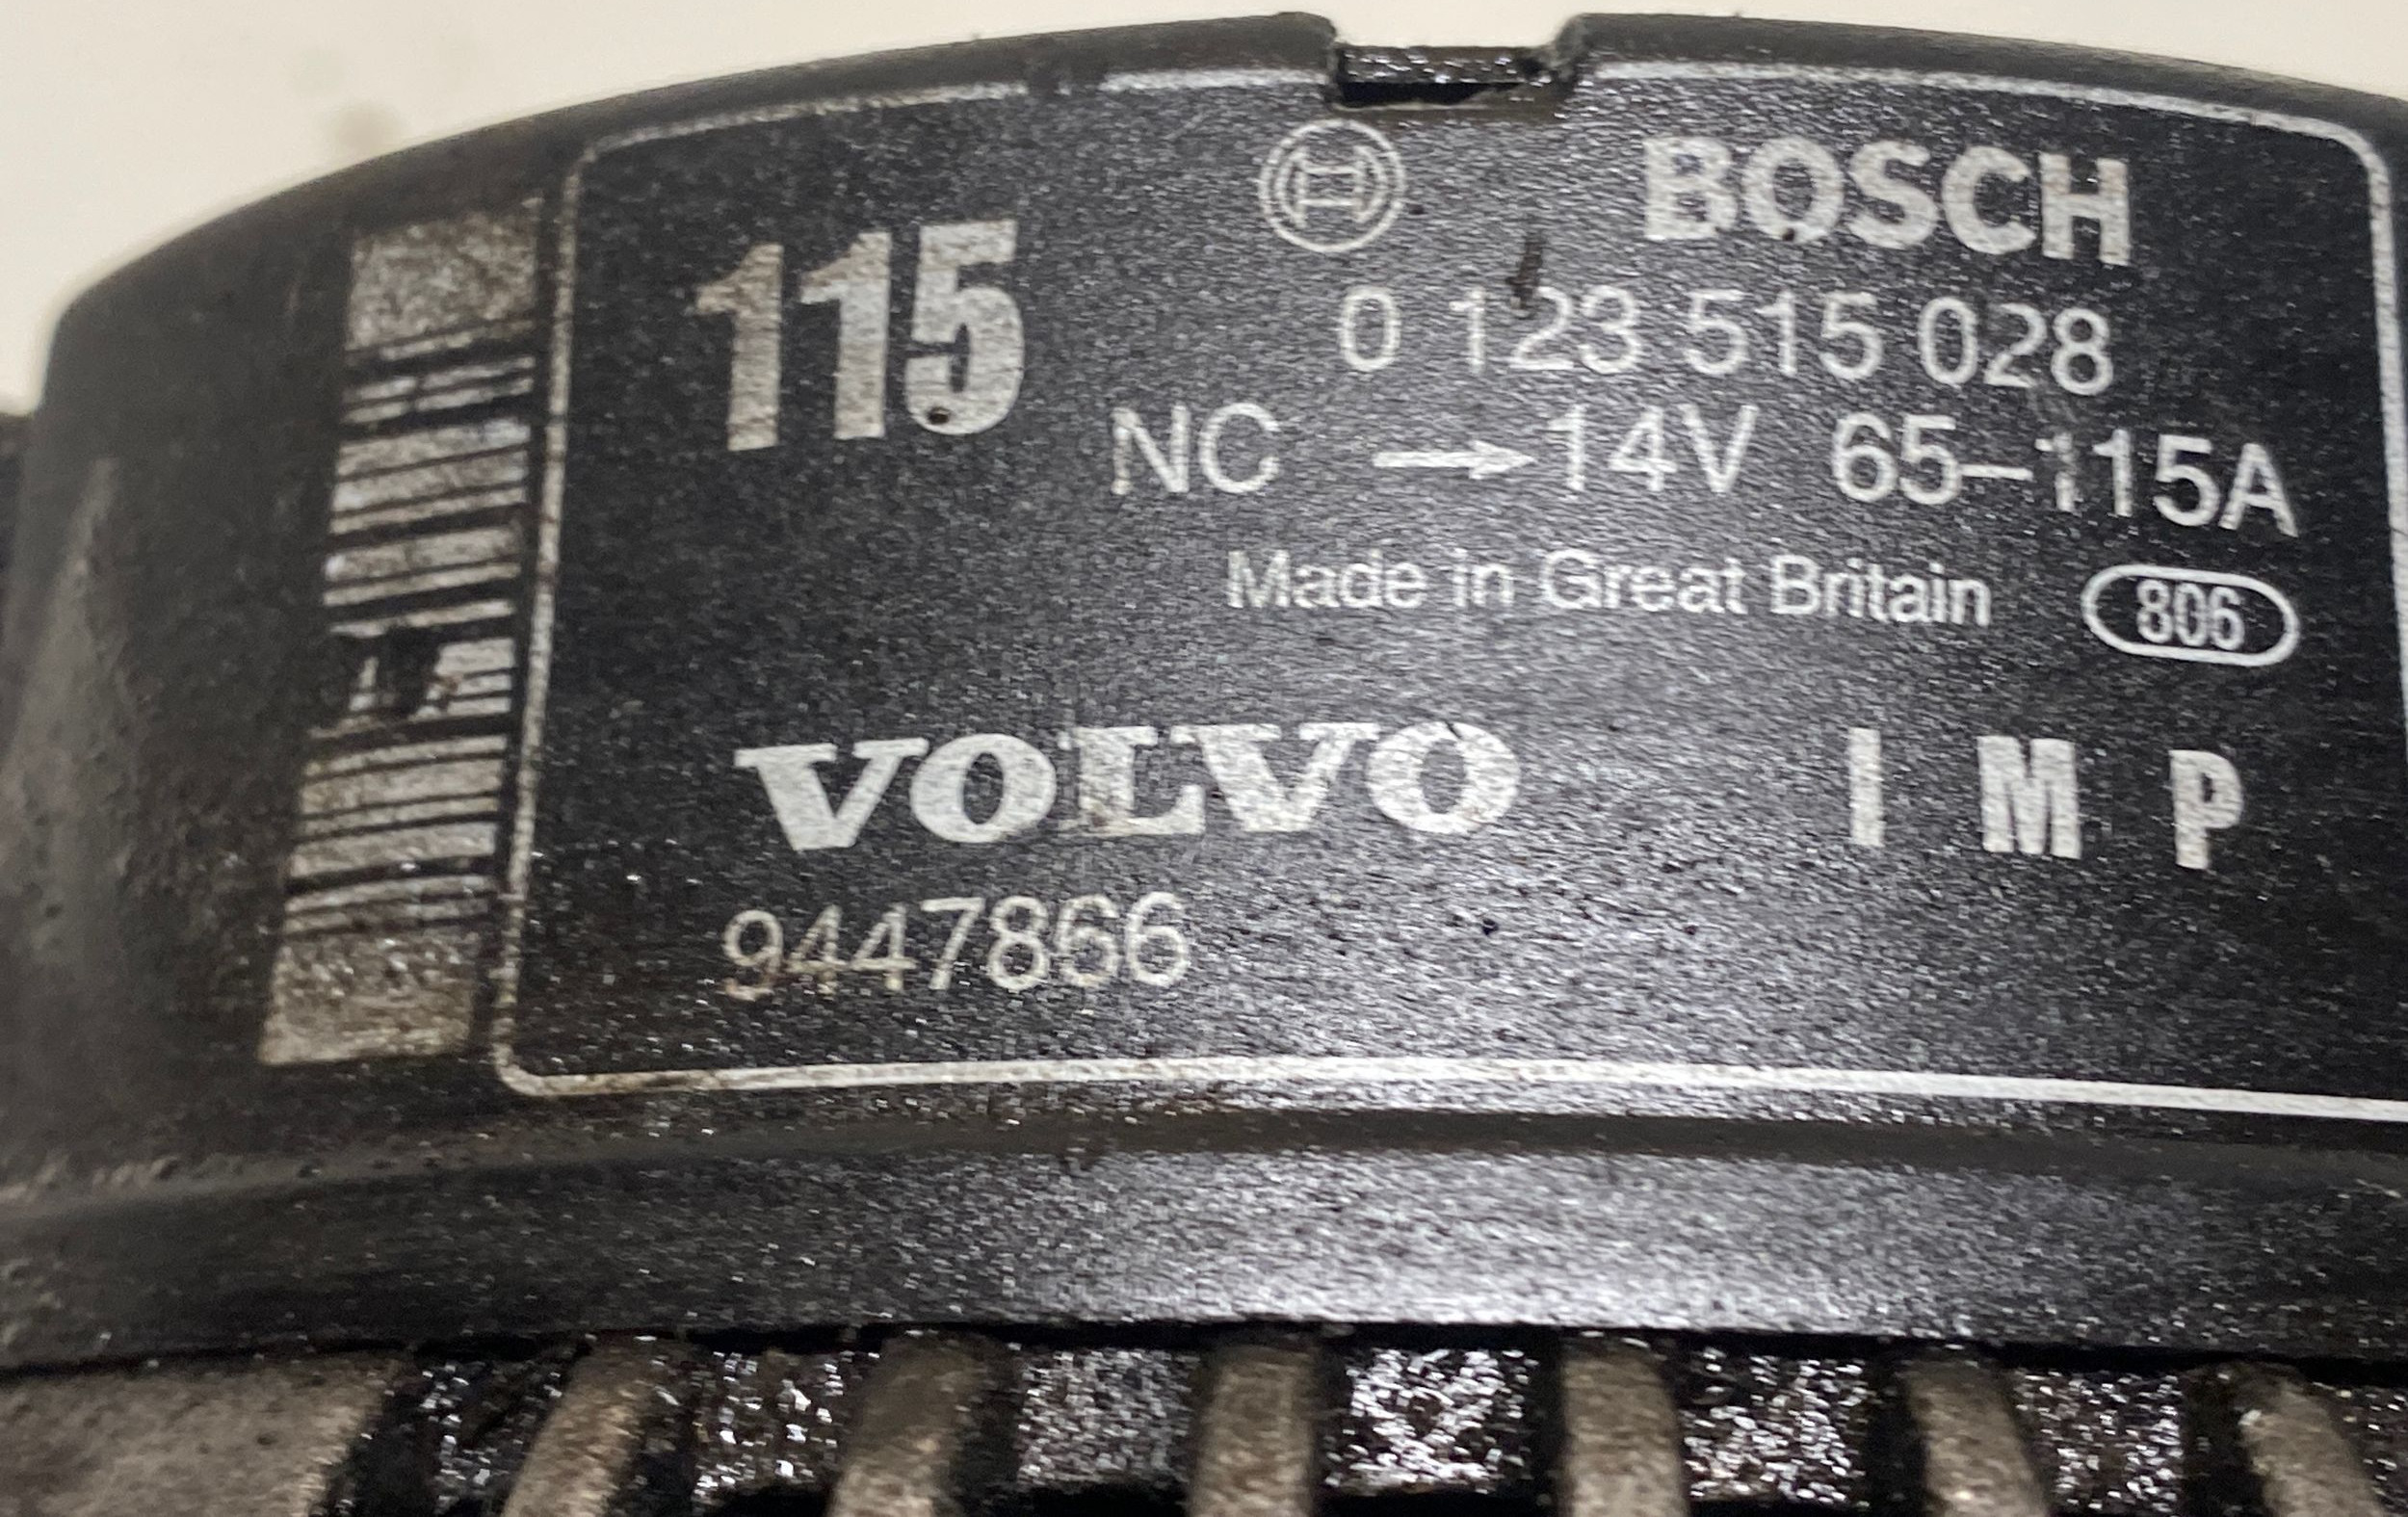 BOSCH
115
0 123 515 028
NC → 14V 65-115A
Made in Great Britain 806
VOLVO I M P
9447866